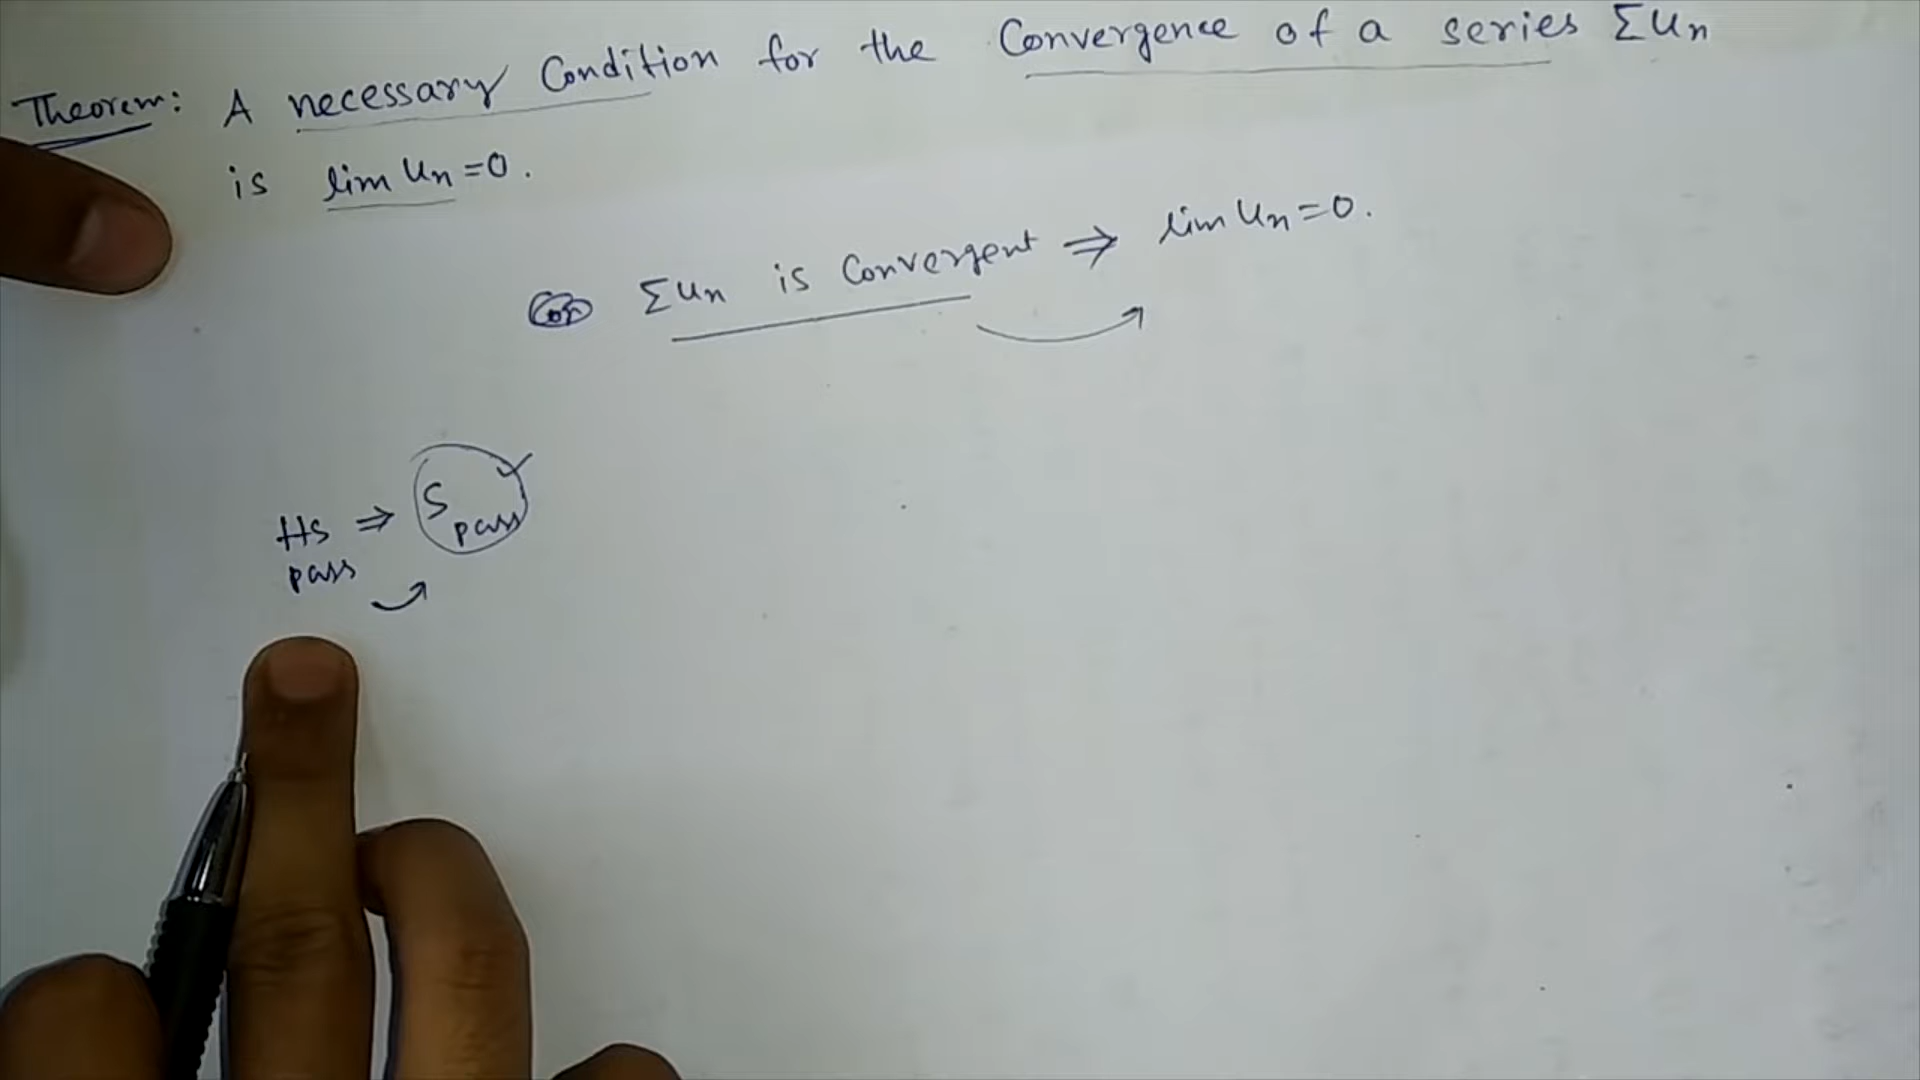 Theorem: A necessary Condition for the Convergence of a series Σun
is lim un=0.
or Σun is Convergent ⇒ lim un=0.
HS ⇒ S
pass pass